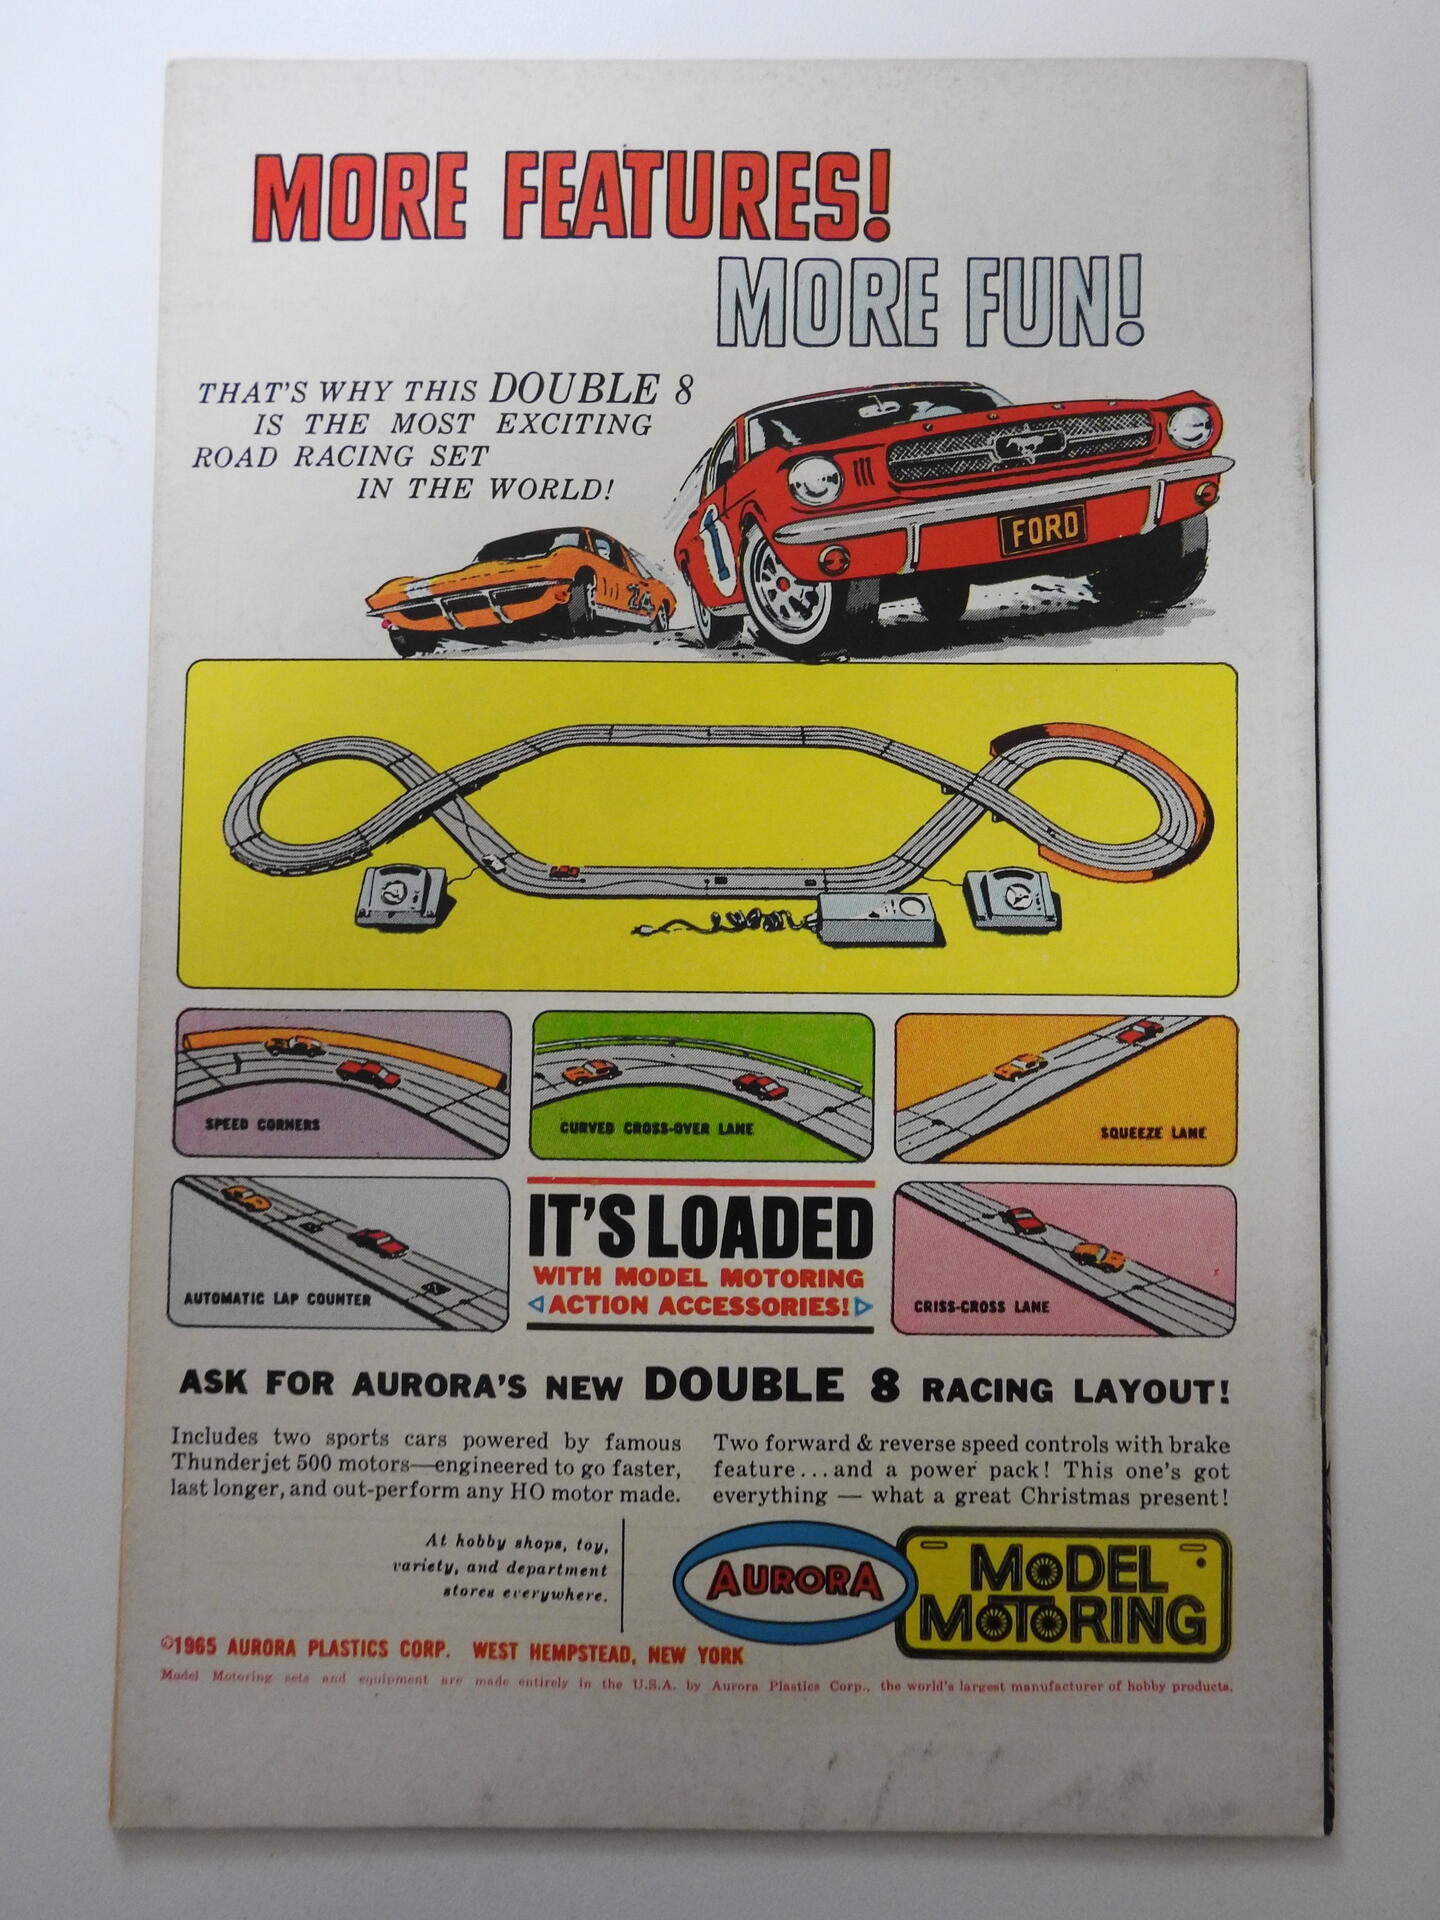 MORE FEATURES!
MORE FUN!
THAT'S WHY THIS DOUBLE 8
IS THE MOST EXCITING
ROAD RACING SET
IN THE WORLD!
FORD
1
24
SPEED CORNERS
CURVED CROSS-OVER LANE
SQUEEZE LANE
AUTOMATIC LAP COUNTER
IT'S LOADED
WITH MODEL MOTORING
ACTION ACCESSORIES!
CRISS-CROSS LANE
ASK FOR AURORA'S NEW DOUBLE 8 RACING LAYOUT!
Includes two sports cars powered by famous
Thunderjet 500 motors—engineered to go faster,
last longer, and out-perform any HO motor made.
Two forward & reverse speed controls with brake
feature...and a power pack! This one's got
everything — what a great Christmas present!
At hobby shops, toy,
variety, and department
stores everywhere.
AURORA
MODEL
MOTORING
©1965 AURORA PLASTICS CORP. WEST HEMPSTEAD, NEW YORK
Model Motoring sets and equipment are made entirely in the U.S.A. by Aurora Plastics Corp., the world's largest manufacturer of hobby products.